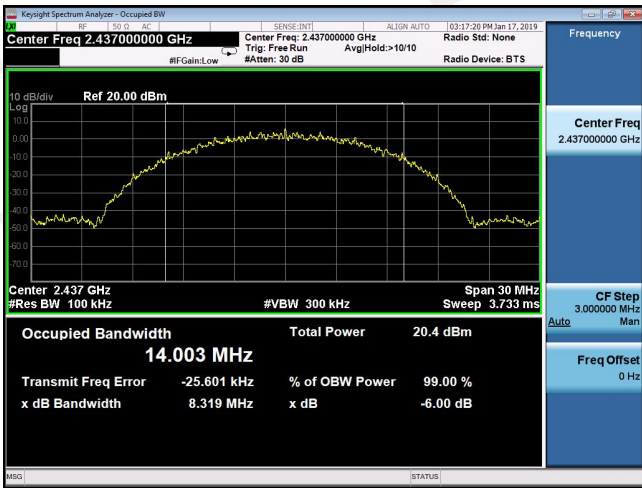 Keysight Spectrum Analyzer - Occupied BW
RF 50 Ω AC SENSE:INT ALIGN AUTO 03:17:20 PM Jan 17, 2019
Center Freq 2.437000000 GHz
Center Freq: 2.437000000 GHz
Radio Std: None
Trig: Free Run Avg|Hold:>10/10
#IFGain:Low #Atten: 30 dB Radio Device: BTS
Frequency
10 dB/div Ref 20.00 dBm
Log
10.0
0.00
-10.0
-20.0
-30.0
-40.0
-50.0
-60.0
-70.0
Center 2.437 GHz Span 30 MHz
#Res BW 100 kHz #VBW 300 kHz Sweep 3.733 ms
Occupied Bandwidth Total Power 20.4 dBm
14.003 MHz
Transmit Freq Error -25.601 kHz % of OBW Power 99.00 %
x dB Bandwidth 8.319 MHz x dB -6.00 dB
Center Freq
2.437000000 GHz
CF Step
3.000000 MHz
Auto Man
Freq Offset
0 Hz
MSG STATUS